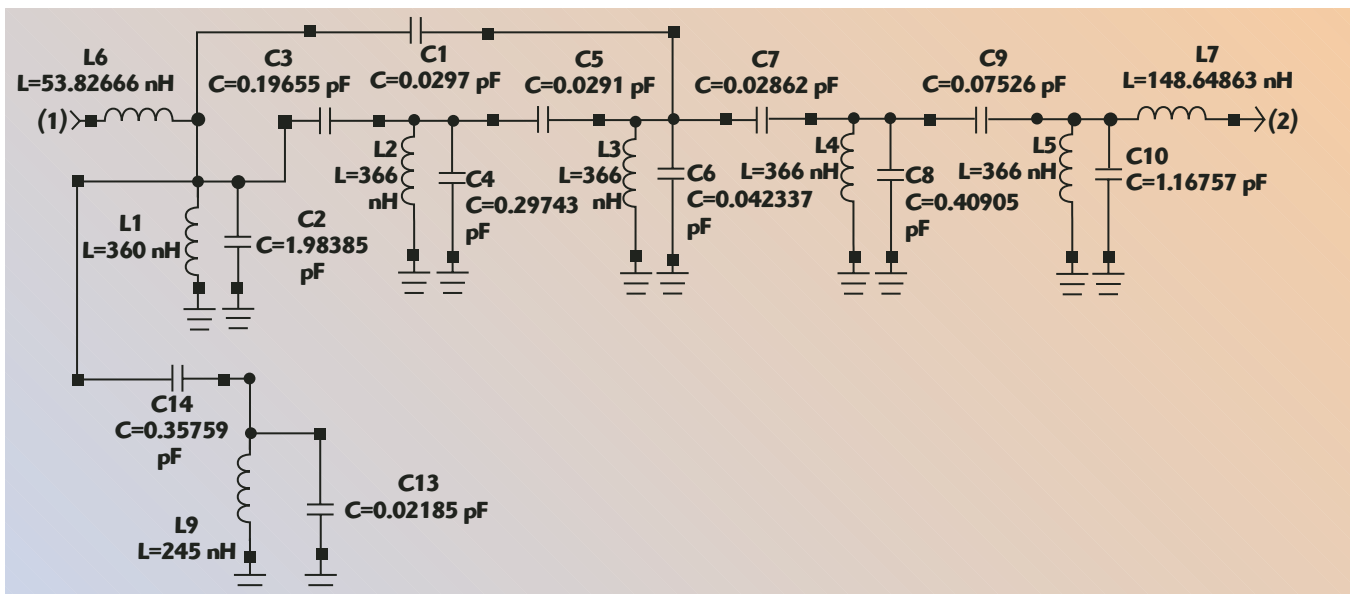 L6
L=53.82666 nH
(1)
C3
C=0.19655 pF
C1
C=0.0297 pF
C5
C=0.0291 pF
C7
C=0.02862 pF
C9
C=0.07526 pF
L7
L=148.64863 nH
(2)
L2
L=366
nH
C4
C=0.29743
pF
L3
L=366
nH
C6
C=0.042337
pF
L4
L=366 nH
C8
C=0.40905
pF
L5
L=366 nH
C10
C=1.16757 pF
L1
L=360 nH
C2
C=1.98385
pF
C14
C=0.35759
pF
L9
L=245 nH
C13
C=0.02185 pF